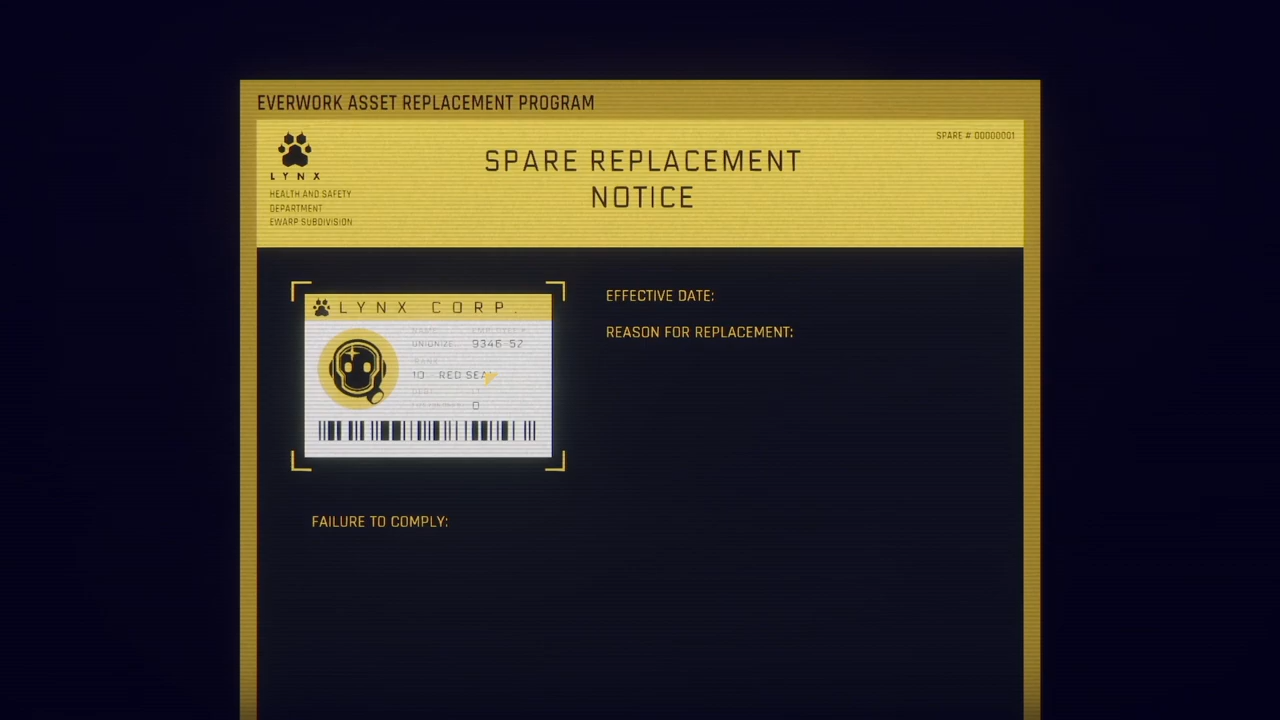 EVERWORK ASSET REPLACEMENT PROGRAM
SPARE # 00000001
LYNX
SPARE REPLACEMENT
NOTICE
HEALTH AND SAFETY
DEPARTMENT
EWARP SUBDIVISION
LYNX CORP.
UNIONIZE
9346 52
10 RED SEA
0
EFFECTIVE DATE:
REASON FOR REPLACEMENT:
FAILURE TO COMPLY: